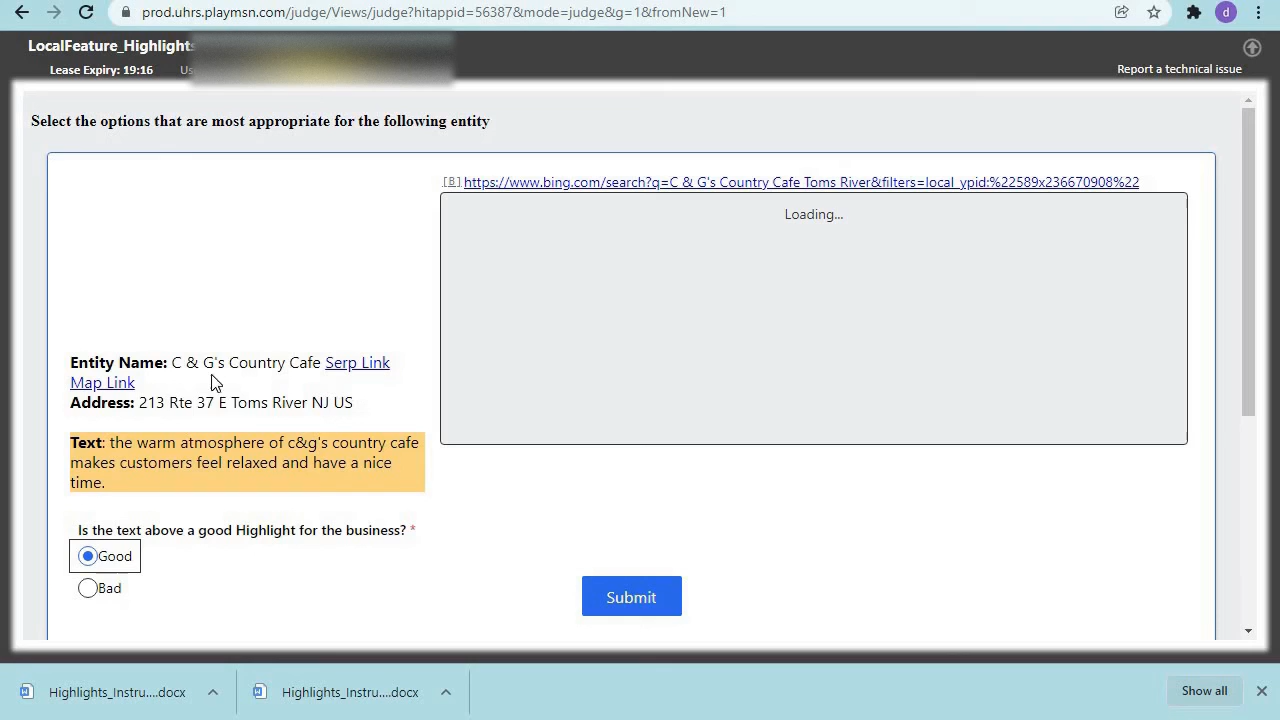 prod.uhrs.playmsn.com/judge/Views/judge?hitappid=56387&mode=judge&g=1&fromNew=1
d
LocalFeature_Highlights
Lease Expiry: 19:16
Report a technical issue
Select the options that are most appropriate for the following entity
[B] https://www.bing.com/search?q=C & G's Country Cafe Toms River&filters=local_ypid:%22589x236670908%22
Loading...
Entity Name: C & G's Country Cafe Serp Link
Map Link
Address: 213 Rte 37 E Toms River NJ US
Text: the warm atmosphere of c&g's country cafe
makes customers feel relaxed and have a nice
time.
Is the text above a good Highlight for the business? *
Good
Bad
Submit
Highlights_Instru....docx
Highlights_Instru....docx
Show all